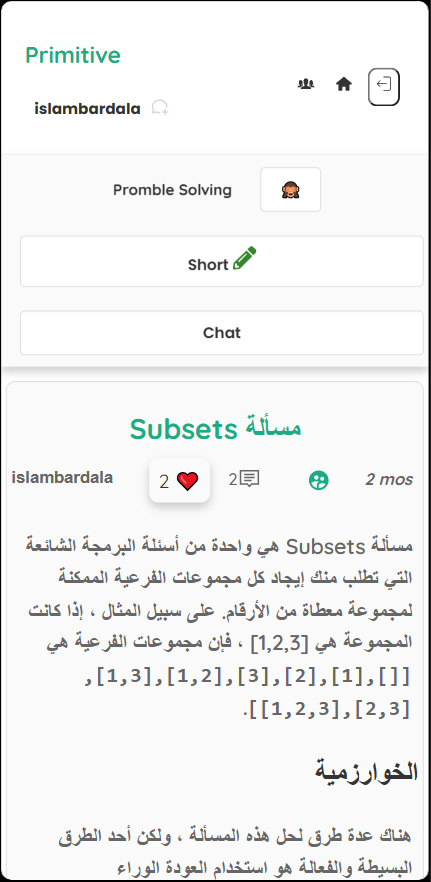 Primitive
islambardala
Promble Solving
Short
Chat
مسألة Subsets
islambardala
2
2
2 mos
مسألة Subsets هي واحدة من أسئلة البرمجة الشائعة
التي تطلب منك إيجاد كل مجموعات الفرعية الممكنة
لمجموعة معطاة من الأرقام. على سبيل المثال ، إذا كانت
المجموعة هي [1,2,3] ، فإن مجموعات الفرعية هي
[[],[1],[2],[3],[1,2],[1,3],
[2,3],[1,2,3]].
الخوارزمية
هناك عدة طرق لحل هذه المسألة ، ولكن أحد الطرق
البسيطة والفعالة هو استخدام العودة الوراء